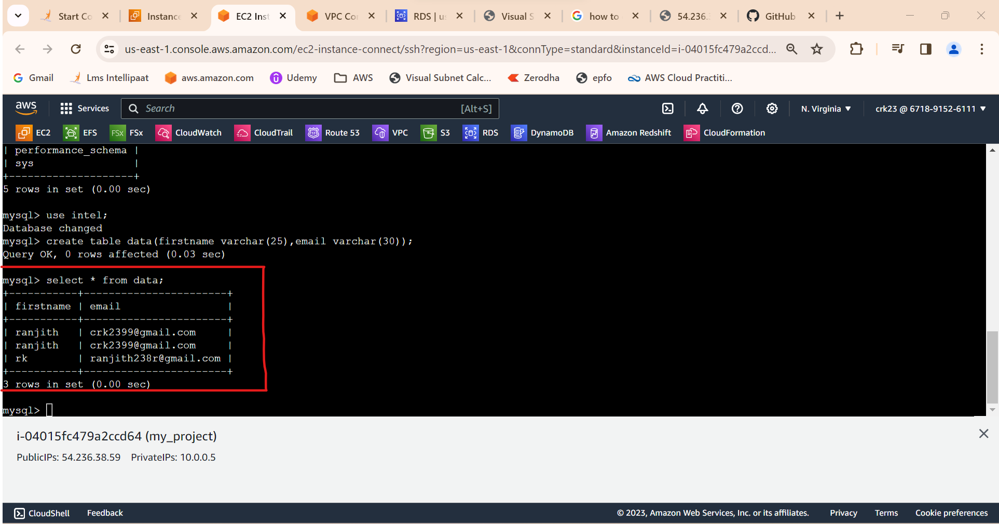 Start Co
Instance
EC2 Inst
VPC Co
RDS | us
Visual S
how to
54.236.
GitHub
us-east-1.console.aws.amazon.com/ec2-instance-connect/ssh?region=us-east-1&connType=standard&instanceId=i-04015fc479a2ccd...
Gmail Lms Intellipaat aws.amazon.com Udemy AWS Visual Subnet Calc... Zerodha epfo AWS Cloud Practiti...
aws Services Search [Alt+S] N. Virginia ▼ crk23 @ 6718-9152-6111 ▼
EC2 EFS FSx FSx CloudWatch CloudTrail 53 Route 53 VPC S3 RDS DynamoDB Amazon Redshift CloudFormation
| performance_schema |
| sys                |
+--------------------+
5 rows in set (0.00 sec)
mysql> use intel;
Database changed
mysql> create table data(firstname varchar(25),email varchar(30));
Query OK, 0 rows affected (0.03 sec)
mysql> select * from data;
+-----------+-----------------------+
| firstname | email                 |
+-----------+-----------------------+
| ranjith   | crk2399@gmail.com     |
| ranjith   | crk2399@gmail.com     |
| rk        | ranjith238r@gmail.com |
+-----------+-----------------------+
3 rows in set (0.00 sec)
mysql>
i-04015fc479a2ccd64 (my_project)
PublicIPs: 54.236.38.59 PrivateIPs: 10.0.0.5
CloudShell Feedback © 2023, Amazon Web Services, Inc. or its affiliates. Privacy Terms Cookie preferences